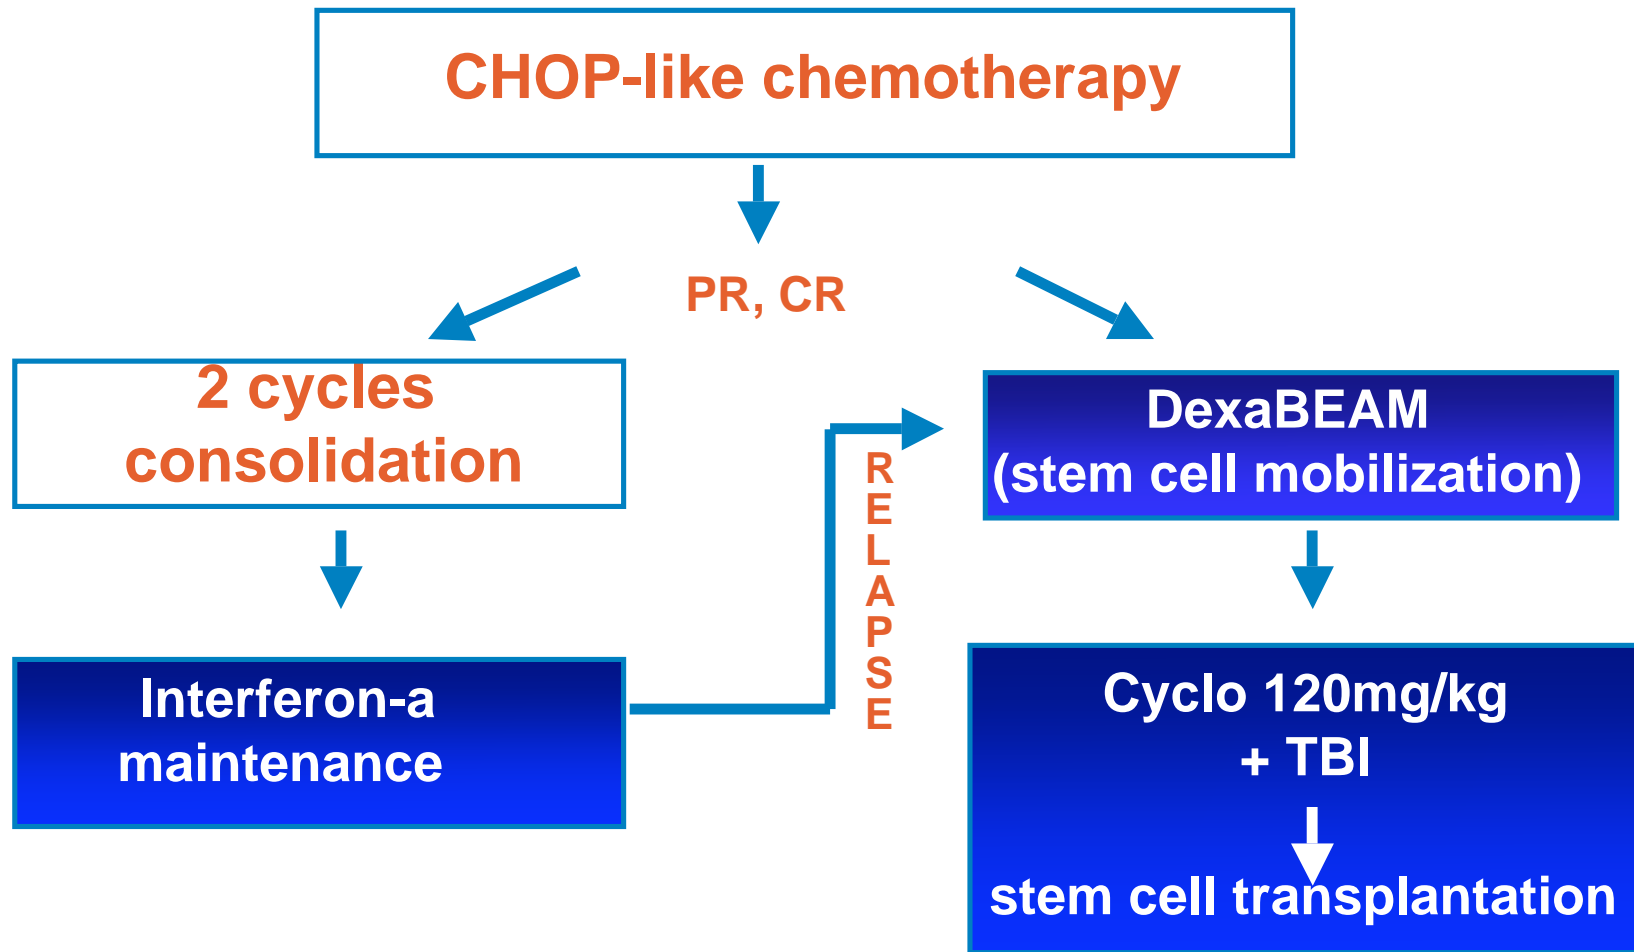 CHOP-like chemotherapy
PR, CR
2 cycles
consolidation
DexaBEAM
(stem cell mobilization)
RELAPSE
Interferon-a
maintenance
Cyclo 120mg/kg
+ TBI
stem cell transplantation